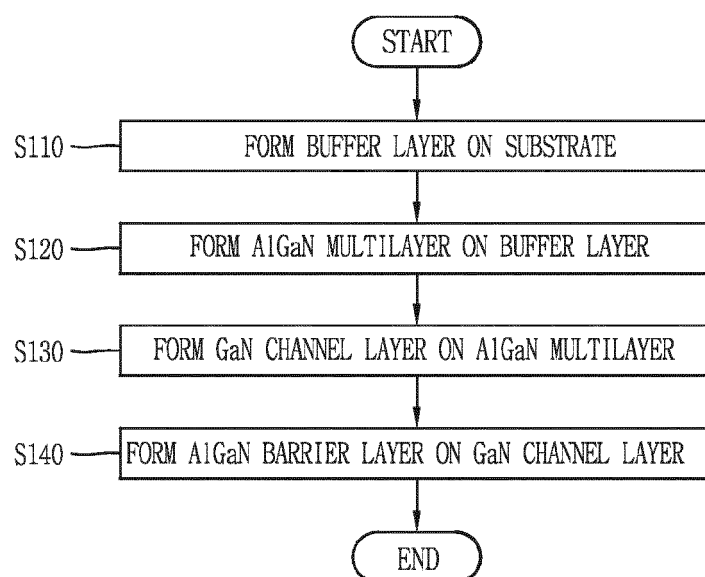 START
S110 FORM BUFFER LAYER ON SUBSTRATE
S120 FORM AlGaN MULTILAYER ON BUFFER LAYER
S130 FORM GaN CHANNEL LAYER ON AlGaN MULTILAYER
S140 FORM AlGaN BARRIER LAYER ON GaN CHANNEL LAYER
END